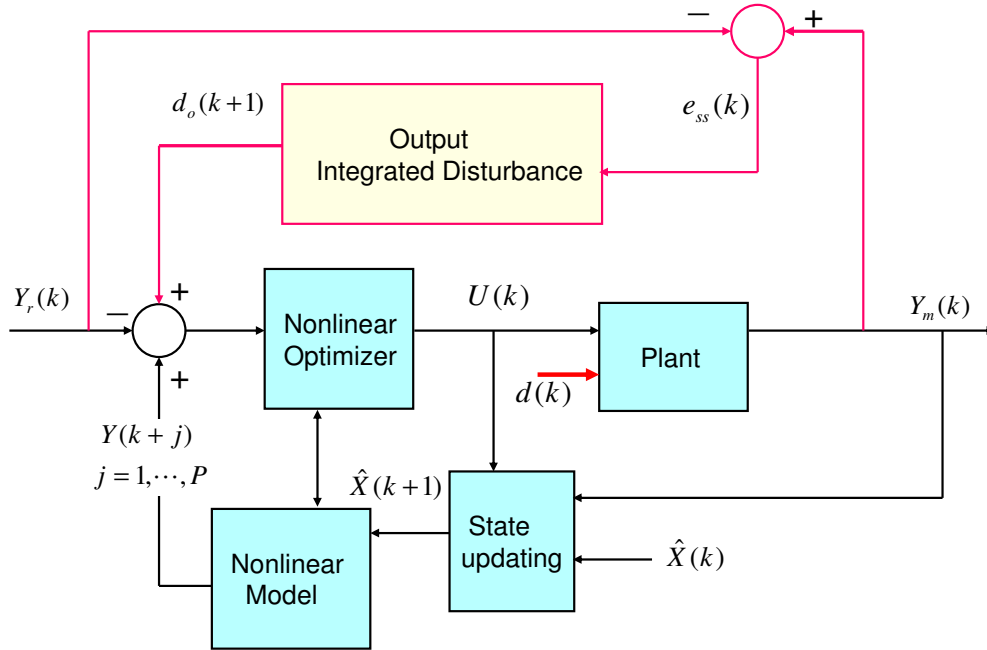 − +
d_o(k+1)
e_ss(k)
Output
Integrated Disturbance
Y_r(k)
− +
+
Nonlinear
Optimizer
U(k)
Plant
d(k)
Y_m(k)
Y(k+j)
j=1,⋯,P
X̂(k+1)
State
updating
X̂(k)
Nonlinear
Model